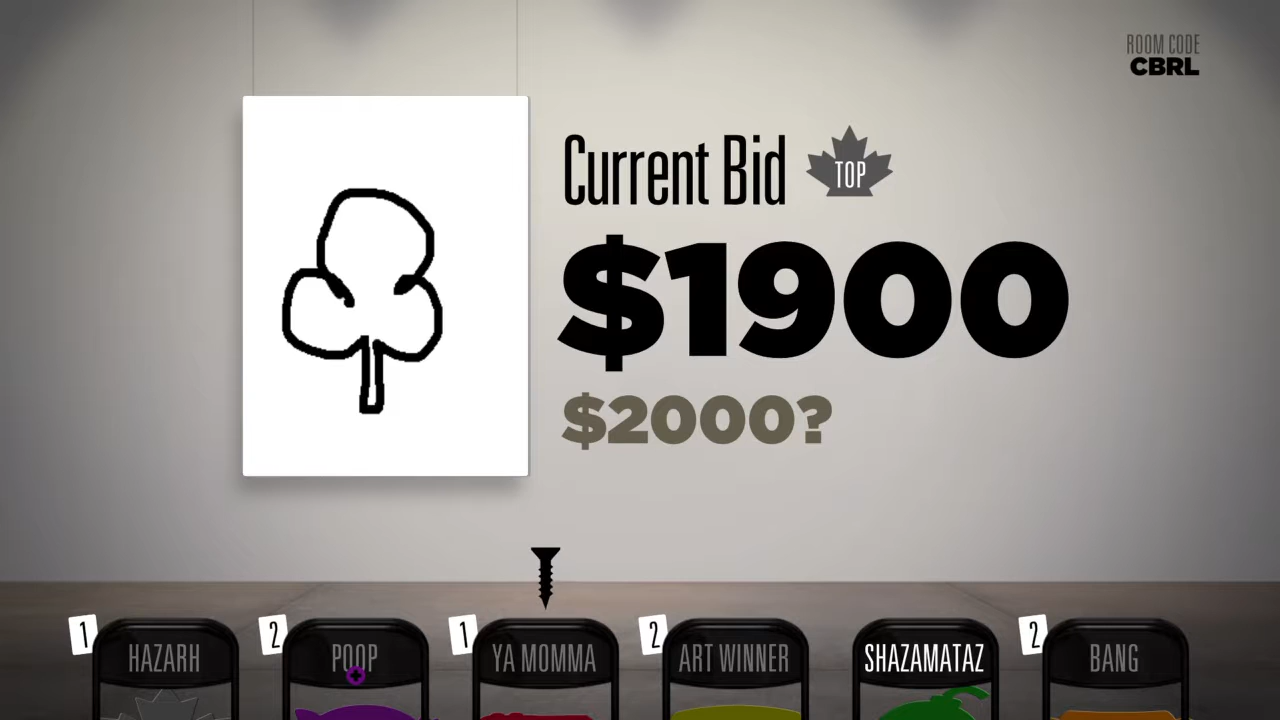 ROOM CODE
CBRL
Current Bid TOP
$1900
$2000?
1 HAZARH 2 POOP 1 YA MOMMA 2 ART WINNER SHAZAMATAZ 2 BANG